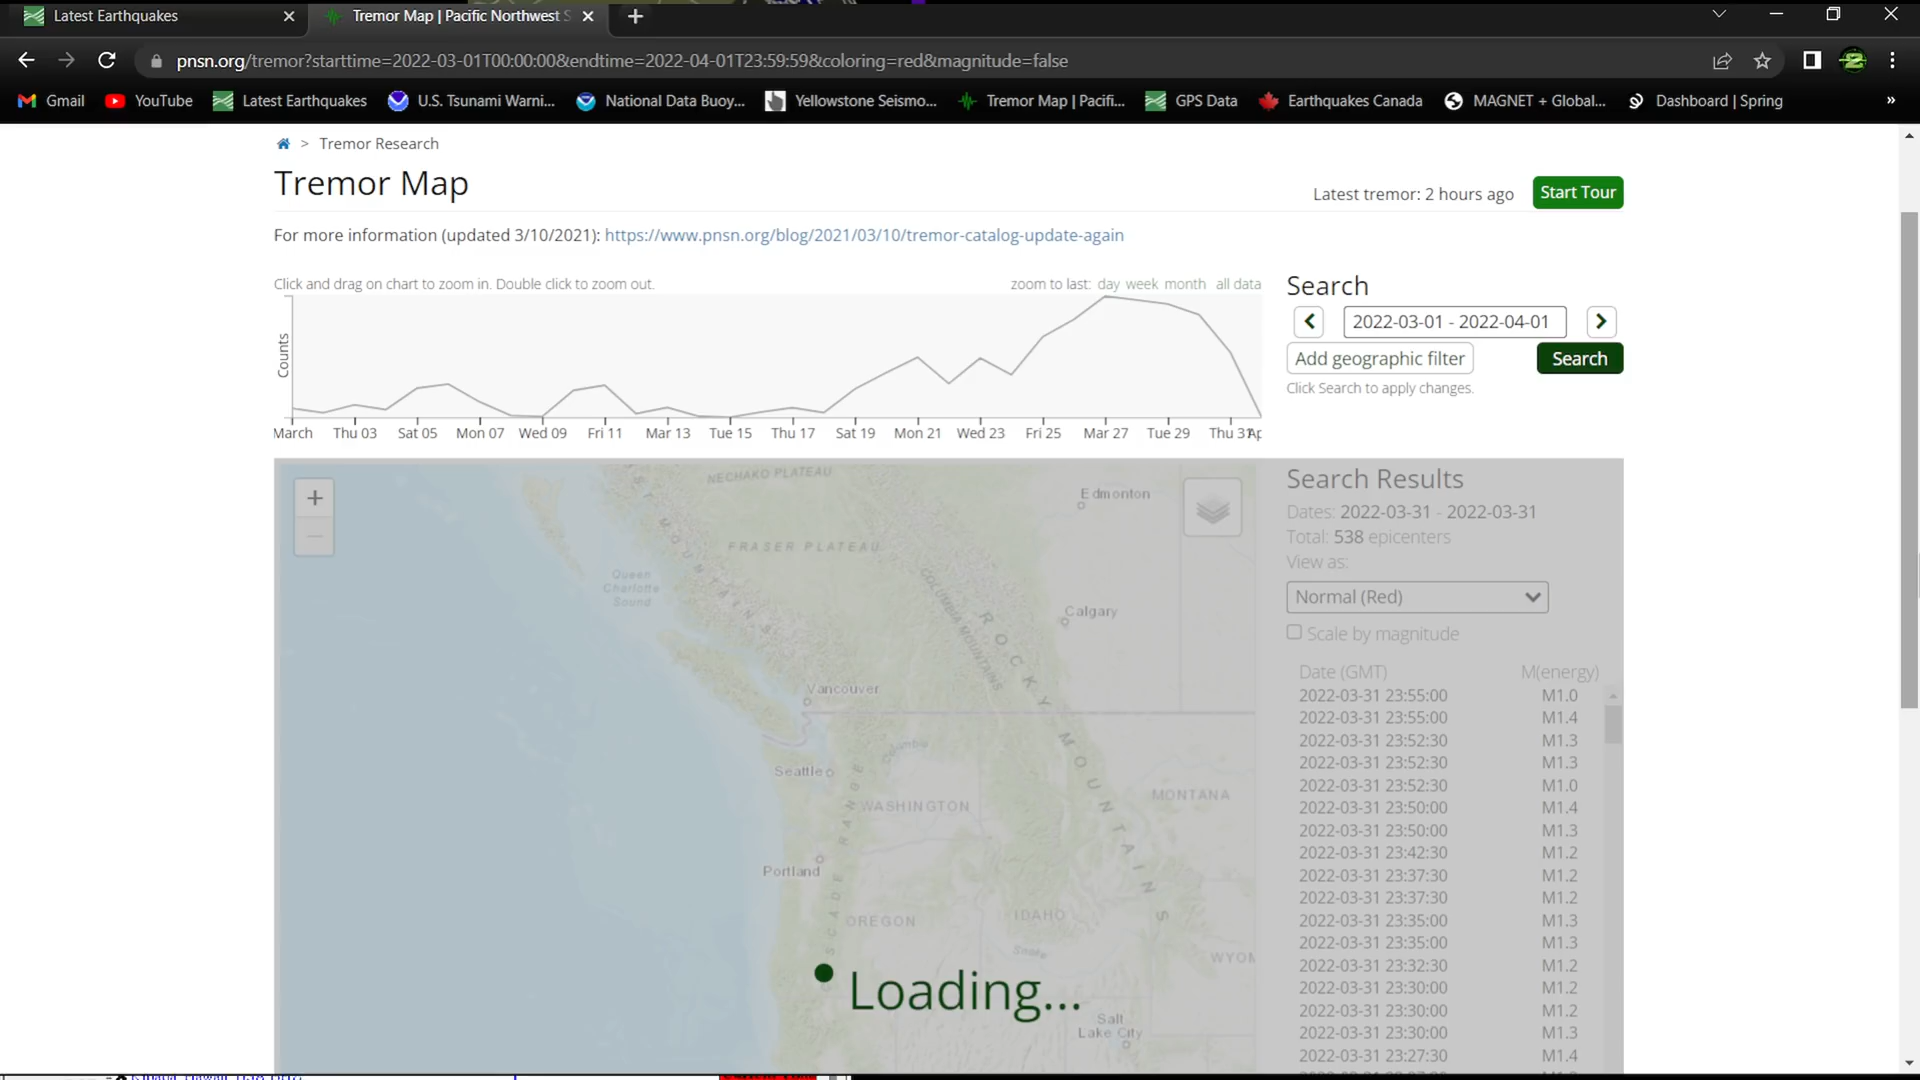 Latest Earthquakes
Tremor Map | Pacific Northwest S
pnsn.org/tremor?starttime=2022-03-01T00:00:00&endtime=2022-04-01T23:59:59&coloring=red&magnitude=false
Gmail
YouTube
Latest Earthquakes
U.S. Tsunami Warni...
National Data Buoy...
Yellowstone Seismo...
Tremor Map | Pacifi...
GPS Data
Earthquakes Canada
MAGNET + Global...
Dashboard | Spring
»
> Tremor Research
Tremor Map
Latest tremor: 2 hours ago
Start Tour
For more information (updated 3/10/2021): https://www.pnsn.org/blog/2021/03/10/tremor-catalog-update-again
Click and drag on chart to zoom in. Double click to zoom out.
zoom to last: day week month all data
Counts
March Thu 03 Sat 05 Mon 07 Wed 09 Fri 11 Mar 13 Tue 15 Thu 17 Sat 19 Mon 21 Wed 23 Fri 25 Mar 27 Tue 29 Thu 31 Ap
Search
2022-03-01 - 2022-04-01
Add geographic filter
Search
Click Search to apply changes.
+
−
NECHAKO PLATEAU
Edmonton
FRASER PLATEAU
Queen
Charlotte
Sound
COLUMBIA MOUNTAINS
ROCKY MOUNTAINS
Calgary
Vancouver
Columbia
Seattle
WASHINGTON
MONTANA
CASCADE RANGE
Portland
OREGON
IDAHO
Snake
WYOM
Salt
Lake City
Loading...
Search Results
Dates: 2022-03-31 - 2022-03-31
Total: 538 epicenters
View as:
Normal (Red)
Scale by magnitude
Date (GMT) M(energy)
2022-03-31 23:55:00 M1.0
2022-03-31 23:55:00 M1.4
2022-03-31 23:52:30 M1.3
2022-03-31 23:52:30 M1.3
2022-03-31 23:52:30 M1.0
2022-03-31 23:50:00 M1.4
2022-03-31 23:50:00 M1.3
2022-03-31 23:42:30 M1.2
2022-03-31 23:37:30 M1.2
2022-03-31 23:37:30 M1.2
2022-03-31 23:35:00 M1.3
2022-03-31 23:35:00 M1.3
2022-03-31 23:32:30 M1.2
2022-03-31 23:30:00 M1.2
2022-03-31 23:30:00 M1.2
2022-03-31 23:30:00 M1.3
2022-03-31 23:27:30 M1.4